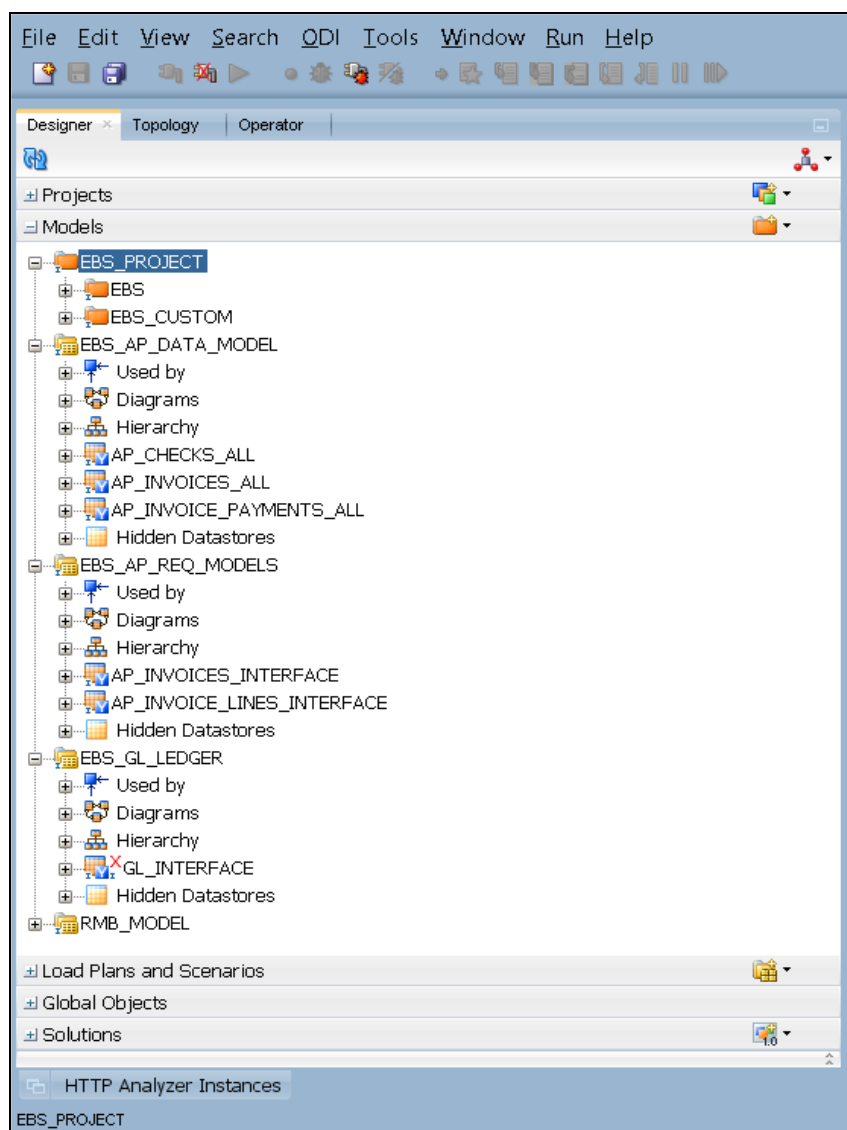 File Edit View Search ODI Tools Window Run Help
Designer Topology Operator
Projects
Models
EBS_PROJECT
EBS
EBS_CUSTOM
EBS_AP_DATA_MODEL
Used by
Diagrams
Hierarchy
AP_CHECKS_ALL
AP_INVOICES_ALL
AP_INVOICE_PAYMENTS_ALL
Hidden Datastores
EBS_AP_REQ_MODELS
Used by
Diagrams
Hierarchy
AP_INVOICES_INTERFACE
AP_INVOICE_LINES_INTERFACE
Hidden Datastores
EBS_GL_LEDGER
Used by
Diagrams
Hierarchy
GL_INTERFACE
Hidden Datastores
RMB_MODEL
Load Plans and Scenarios
Global Objects
Solutions
1.0
HTTP Analyzer Instances
EBS_PROJECT